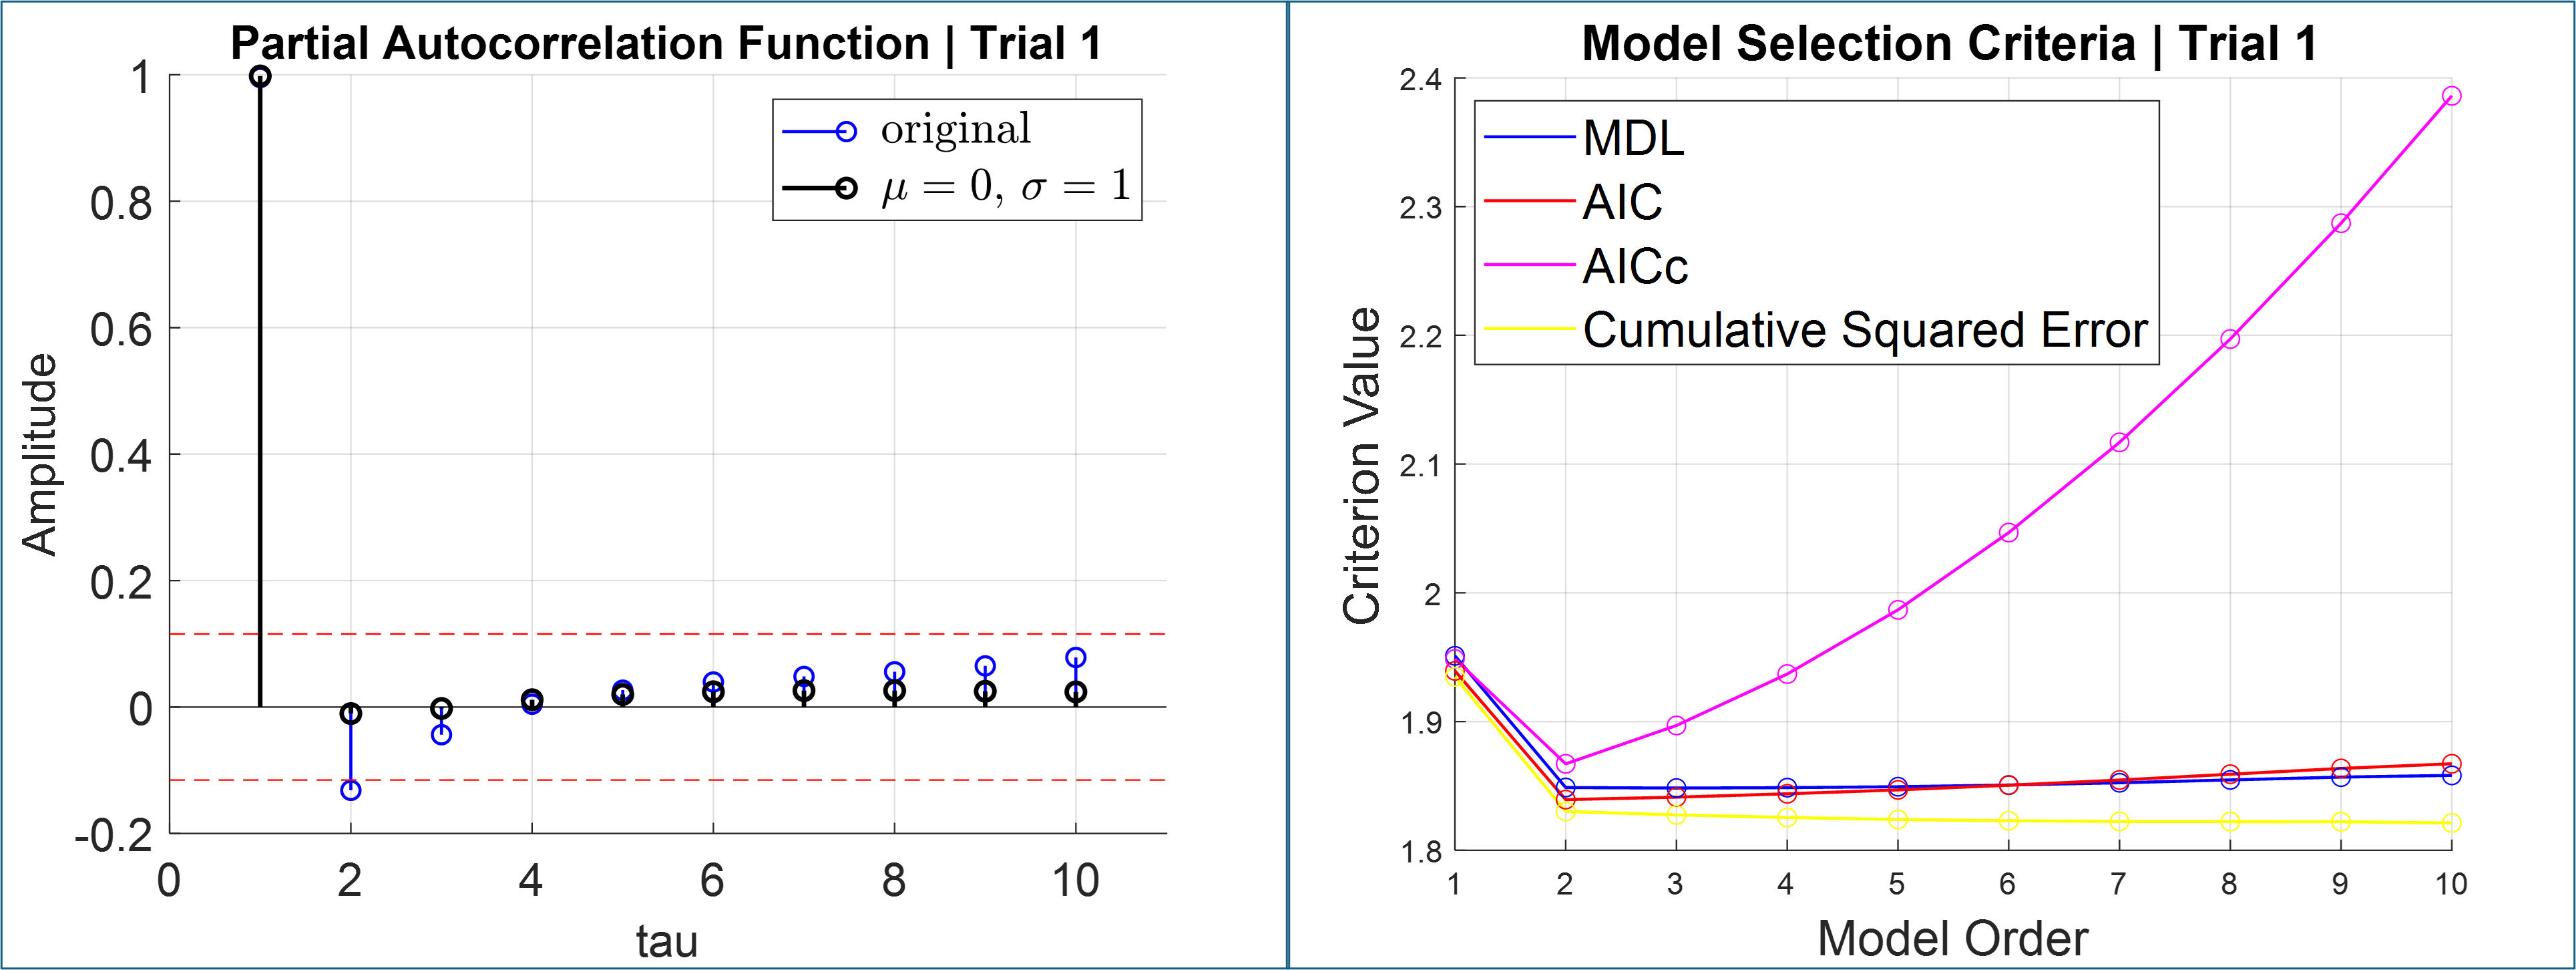 Partial Autocorrelation Function | Trial 1
1
0.8
0.6
0.4
0.2
0
-0.2
Amplitude
original
μ = 0, σ = 1
0 2 4 6 8 10
tau
Model Selection Criteria | Trial 1
2.4
2.3
2.2
2.1
2
1.9
1.8
Criterion Value
MDL
AIC
AICc
Cumulative Squared Error
1 2 3 4 5 6 7 8 9 10
Model Order